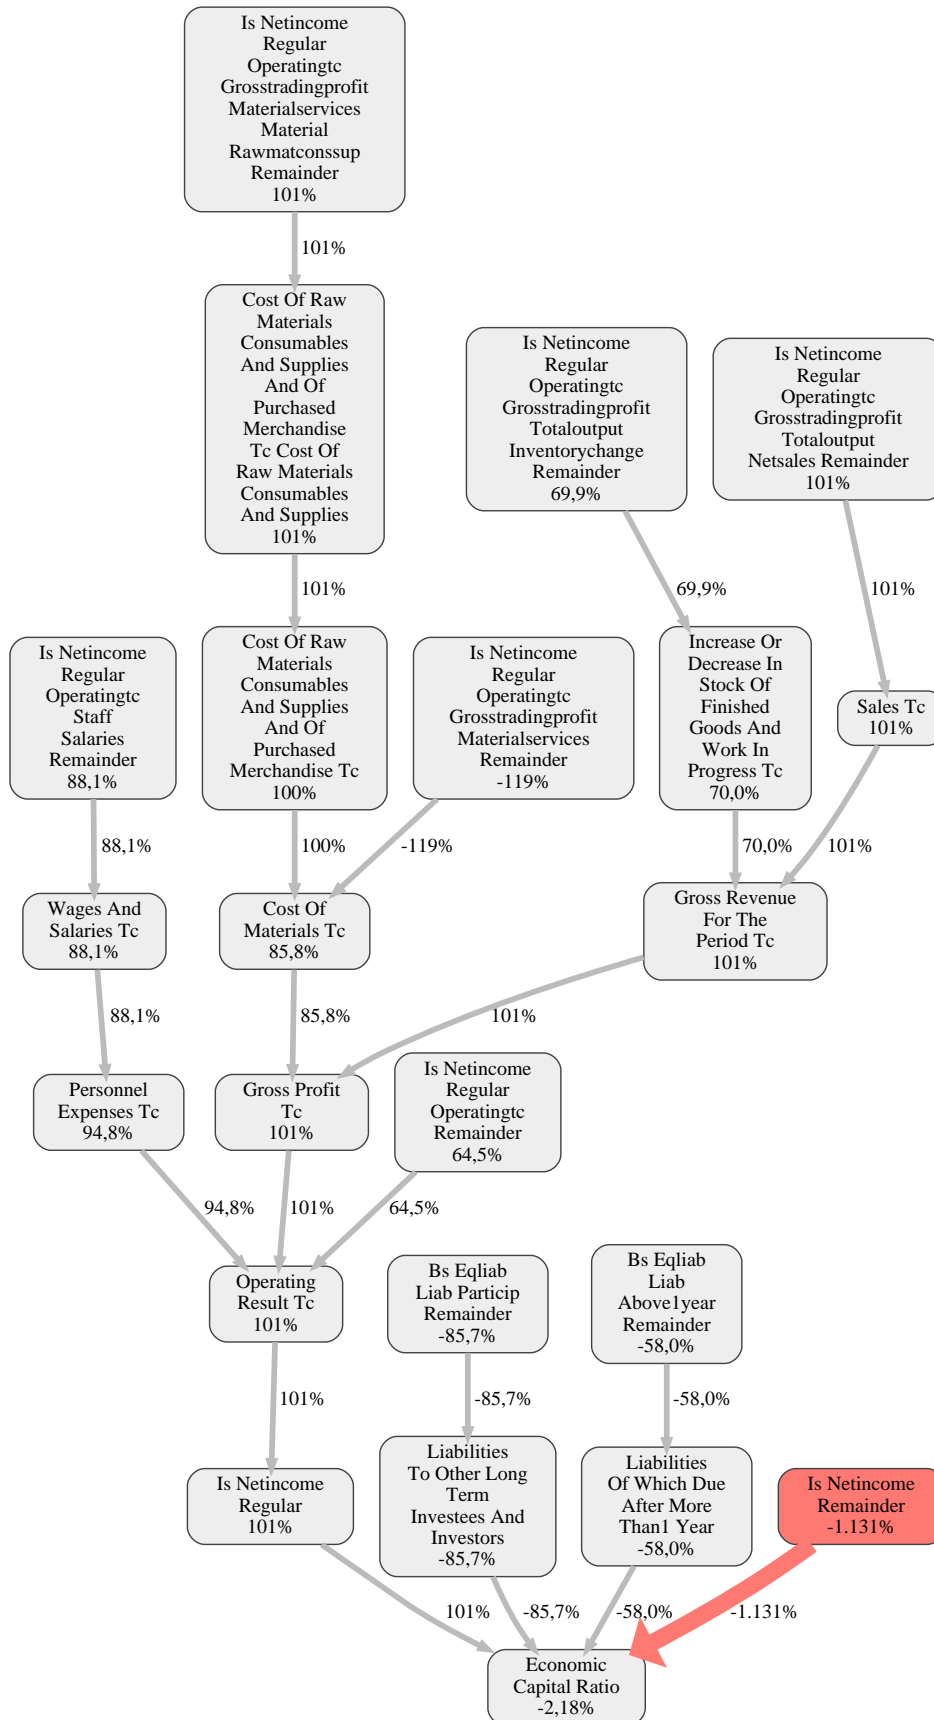 Is Netincome
Regular
Operatingtc
Grosstradingprofit
Materialservices
Material
Rawmatconssup
Remainder
101%
101%
Cost Of Raw
Materials
Consumables
And Supplies
And Of
Purchased
Merchandise
Tc Cost Of
Raw Materials
Consumables
And Supplies
101%
Is Netincome
Regular
Operatingtc
Grosstradingprofit
Totaloutput
Inventorychange
Remainder
69,9%
Is Netincome
Regular
Operatingtc
Grosstradingprofit
Totaloutput
Netsales Remainder
101%
101%
69,9%
101%
Is Netincome
Regular
Operatingtc
Staff
Salaries
Remainder
88,1%
Cost Of Raw
Materials
Consumables
And Supplies
And Of
Purchased
Merchandise Tc
100%
Is Netincome
Regular
Operatingtc
Grosstradingprofit
Materialservices
Remainder
-119%
Increase Or
Decrease In
Stock Of
Finished
Goods And
Work In
Progress Tc
70,0%
Sales Tc
101%
88,1%
100%
-119%
70,0%
101%
Wages And
Salaries Tc
88,1%
Cost Of
Materials Tc
85,8%
Gross Revenue
For The
Period Tc
101%
88,1%
85,8%
101%
Personnel
Expenses Tc
94,8%
Gross Profit
Tc
101%
Is Netincome
Regular
Operatingtc
Remainder
64,5%
94,8%
101%
64,5%
Operating
Result Tc
101%
Bs Eqliab
Liab Particip
Remainder
-85,7%
Bs Eqliab
Liab
Above1year
Remainder
-58,0%
101%
-85,7%
-58,0%
Is Netincome
Regular
101%
Liabilities
To Other Long
Term
Investees And
Investors
-85,7%
Liabilities
Of Which Due
After More
Than1 Year
-58,0%
Is Netincome
Remainder
-1.131%
101%
-85,7%
-58,0%
-1.131%
Economic
Capital Ratio
-2,18%